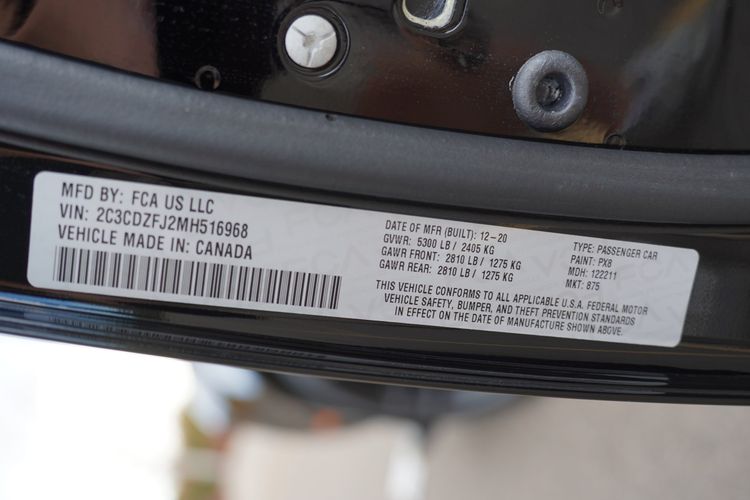 MFD BY: FCA US LLC
VIN: 2C3CDZFJ2MH516968
VEHICLE MADE IN: CANADA
DATE OF MFR (BUILT): 12-20
GVWR: 5300 LB / 2405 KG
GAWR FRONT: 2810 LB / 1275 KG
GAWR REAR: 2810 LB / 1275 KG
TYPE: PASSENGER CAR
PAINT: PX8
MDH: 122211
MKT: 875
THIS VEHICLE CONFORMS TO ALL APPLICABLE U.S.A. FEDERAL MOTOR
VEHICLE SAFETY, BUMPER, AND THEFT PREVENTION STANDARDS
IN EFFECT ON THE DATE OF MANUFACTURE SHOWN ABOVE.